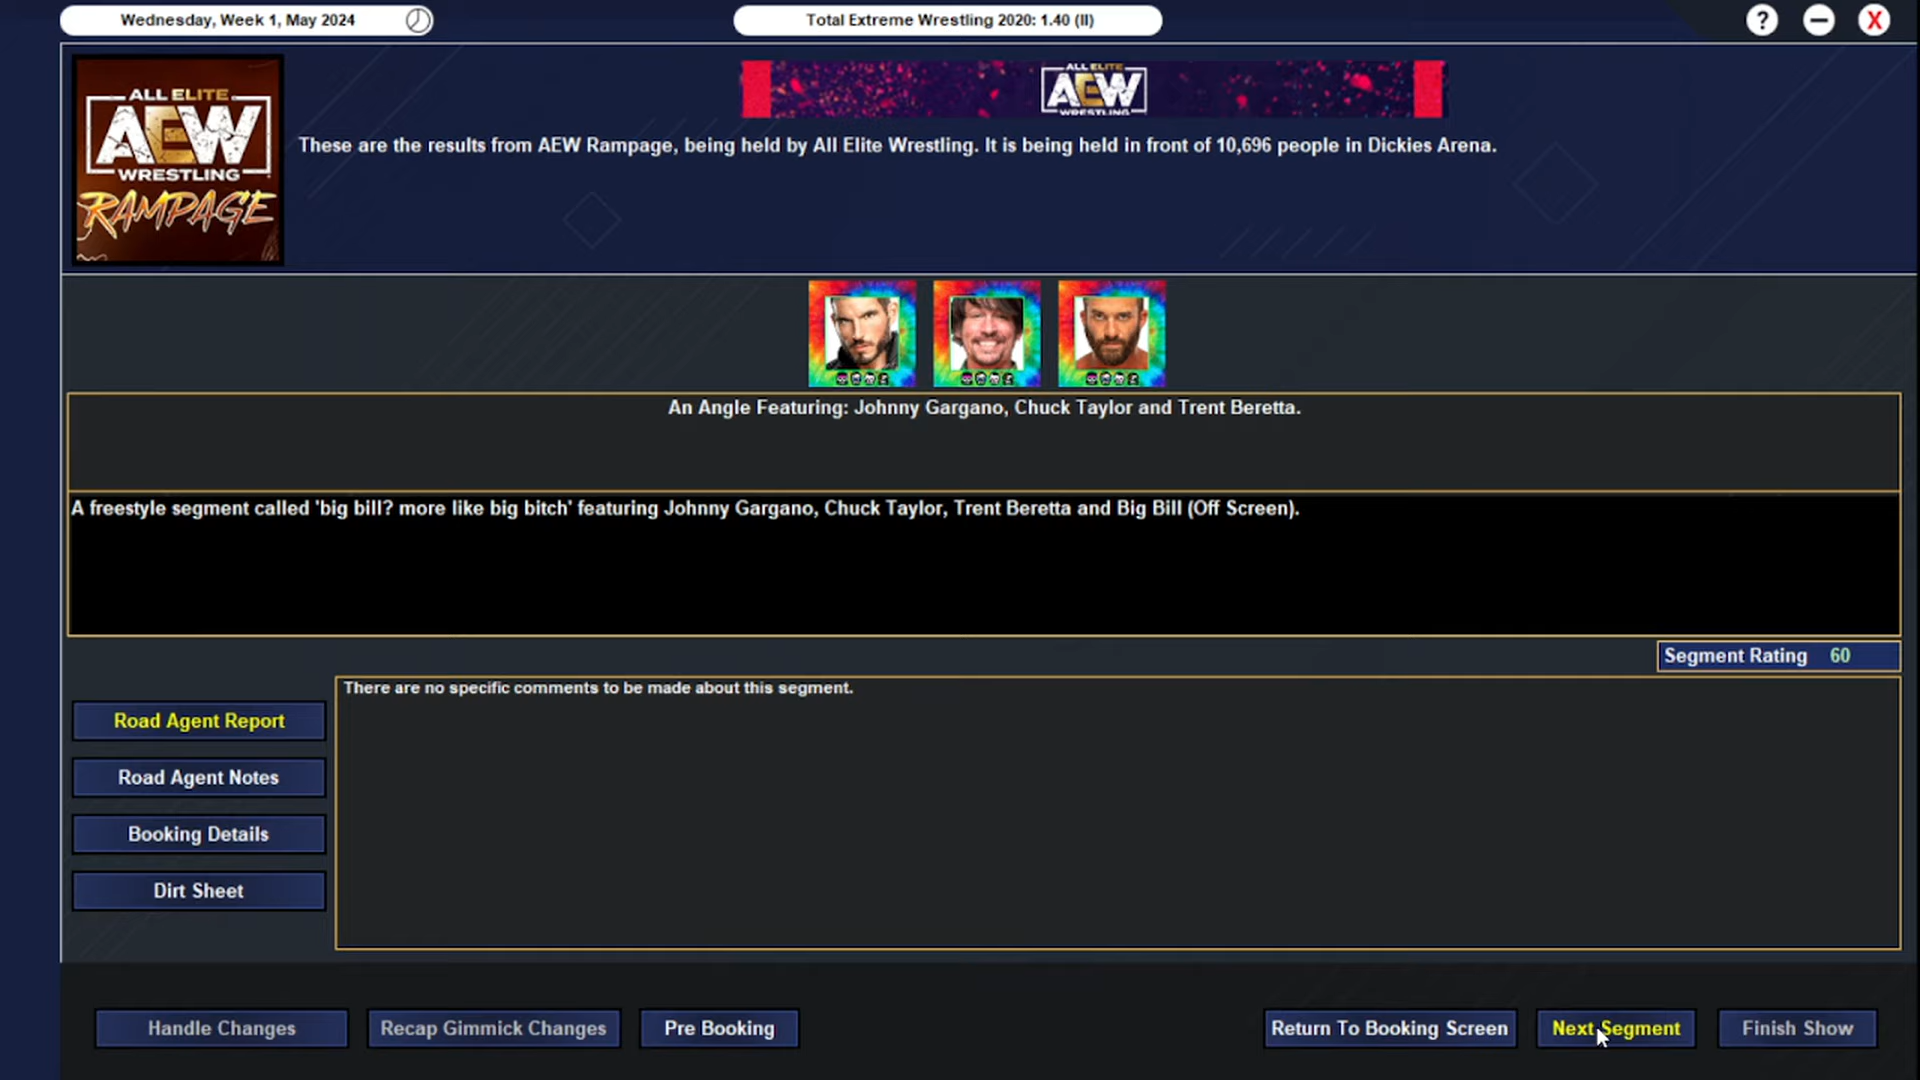 Wednesday, Week 1, May 2024
Total Extreme Wrestling 2020: 1.40 (II)
?
X
ALL ELITE
AEW
WRESTLING
RAMPAGE
ALL ELITE
AEW
WRESTLING
These are the results from AEW Rampage, being held by All Elite Wrestling. It is being held in front of 10,696 people in Dickies Arena.
An Angle Featuring: Johnny Gargano, Chuck Taylor and Trent Beretta.
A freestyle segment called 'big bill? more like big bitch' featuring Johnny Gargano, Chuck Taylor, Trent Beretta and Big Bill (Off Screen).
Segment Rating 60
There are no specific comments to be made about this segment.
Road Agent Report
Road Agent Notes
Booking Details
Dirt Sheet
Handle Changes
Recap Gimmick Changes
Pre Booking
Return To Booking Screen
Next Segment
Finish Show